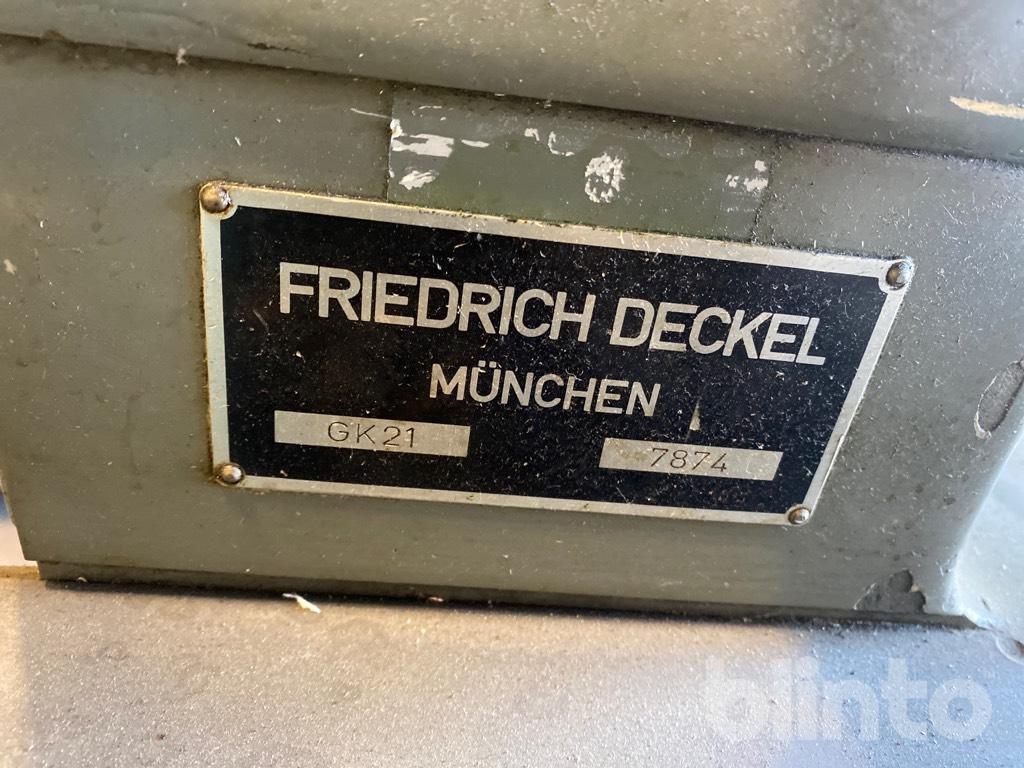 FRIEDRICH DECKEL
MÜNCHEN
GK21
7874
blinto